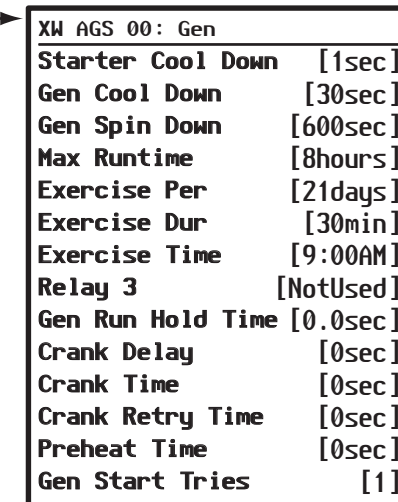 XW AGS 00: Gen
Starter Cool Down [1sec]
Gen Cool Down [30sec]
Gen Spin Down [600sec]
Max Runtime [8hours]
Exercise Per [21days]
Exercise Dur [30min]
Exercise Time [9:00AM]
Relay 3 [NotUsed]
Gen Run Hold Time [0.0sec]
Crank Delay [0sec]
Crank Time [0sec]
Crank Retry Time [0sec]
Preheat Time [0sec]
Gen Start Tries [1]